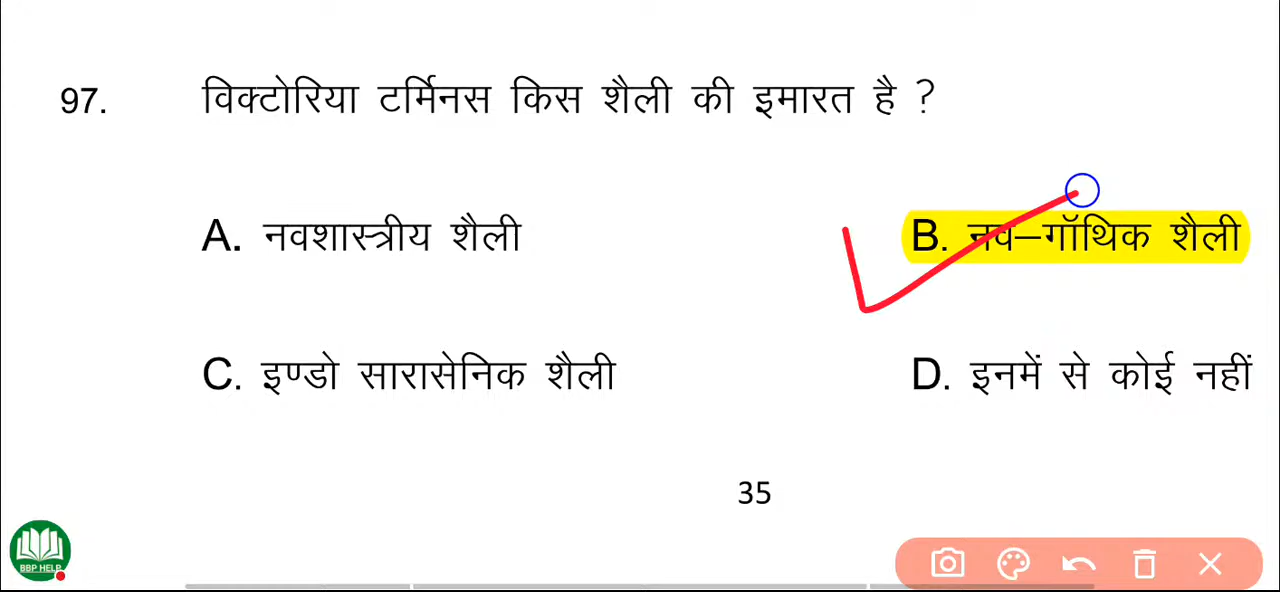 97. विक्टोरिया टर्मिनस किस शैली की इमारत है ?
A. नवशास्त्रीय शैली B. नव–गॉथिक शैली
C. इण्डो सारासेनिक शैली D. इनमें से कोई नहीं
35
BBP HELP